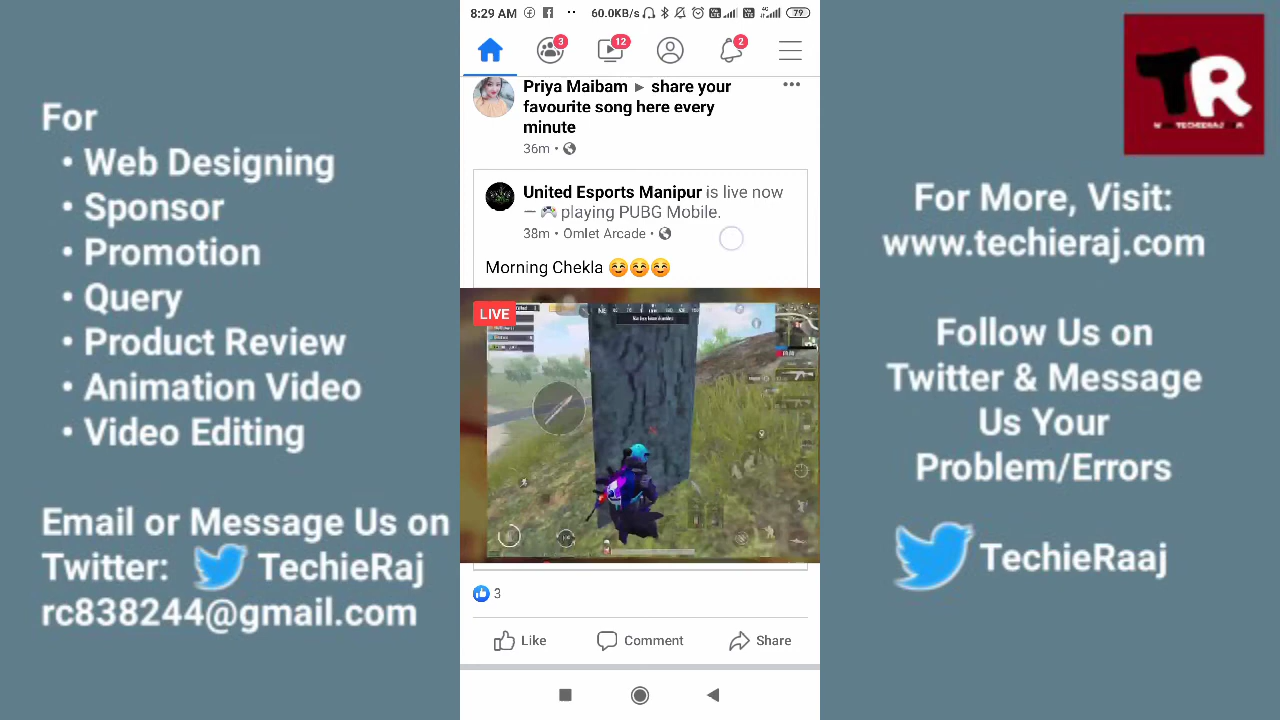 For
• Web Designing
• Sponsor
• Promotion
• Query
• Product Review
• Animation Video
• Video Editing
Email or Message Us on
Twitter: TechieRaj
rc838244@gmail.com
8:29 AM 60.0KB/s 4G 79
3 12 2
Priya Maibam ▸ share your
favourite song here every
minute
36m •
United Esports Manipur is live now
— 🎮 playing PUBG Mobile.
38m • Omlet Arcade •
Morning Chekla 😊😊😊
LIVE
3
Like Comment Share
TR
For More, Visit:
www.techieraj.com
Follow Us on
Twitter & Message
Us Your
Problem/Errors
TechieRaaj